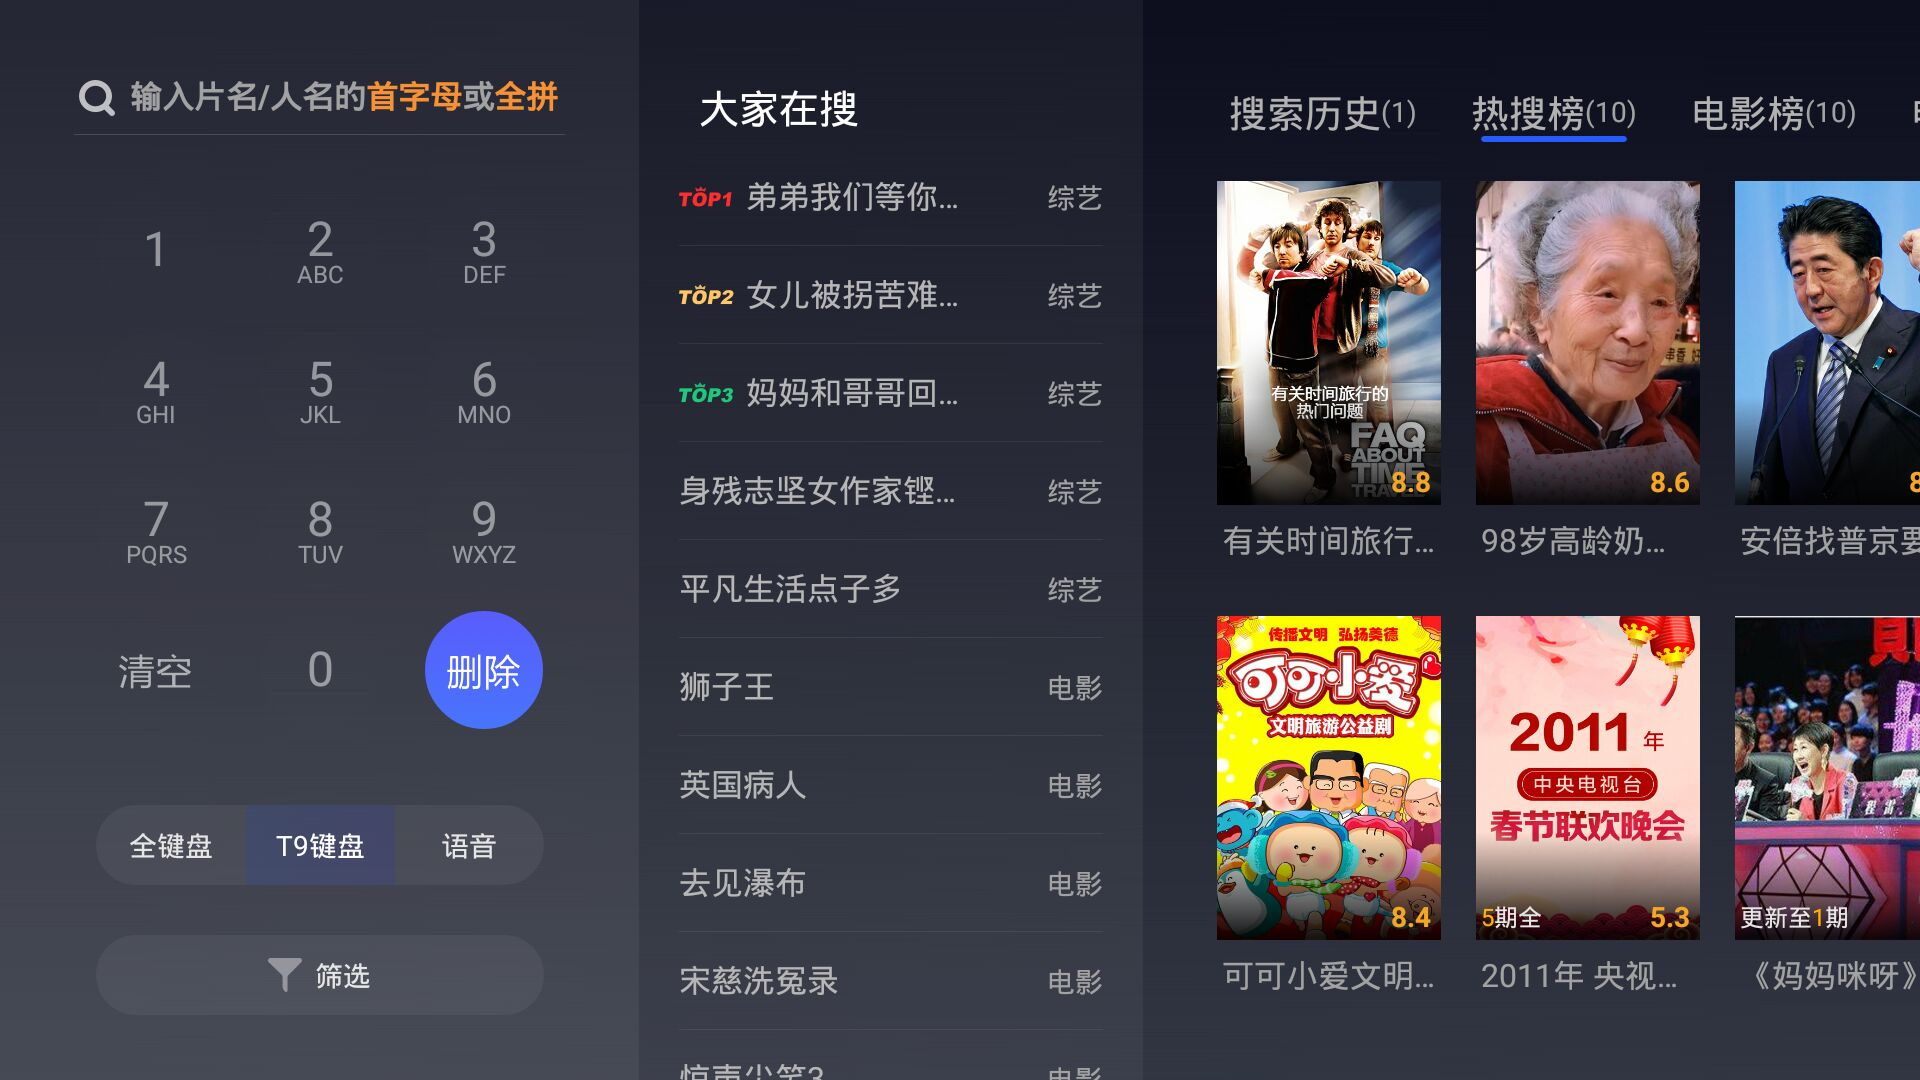 输入片名/人名的首字母或全拼
1
2
ABC
3
DEF
4
GHI
5
JKL
6
MNO
7
PQRS
8
TUV
9
WXYZ
清空
0
删除
全键盘
T9键盘
语音
筛选
大家在搜
TOP1 弟弟我们等你... 综艺
TOP2 女儿被拐苦难... 综艺
TOP3 妈妈和哥哥回... 综艺
身残志坚女作家铿... 综艺
平凡生活点子多 综艺
狮子王 电影
英国病人 电影
去见瀑布 电影
宋慈洗冤录 电影
惊声尖笑3 电影
搜索历史(1)
热搜榜(10)
电影榜(10)
有关时间旅行的
热门问题
FAQ
ABOUT
TIME
TRAVEL
8.8
有关时间旅行...
8.6
98岁高龄奶...
8
安倍找普京要
传播文明 弘扬美德
可可小爱
文明旅游公益剧
8.4
可可小爱文明...
2011年
中央电视台
春节联欢晚会
5期全
5.3
2011年 央视...
更新至1期
《妈妈咪呀》